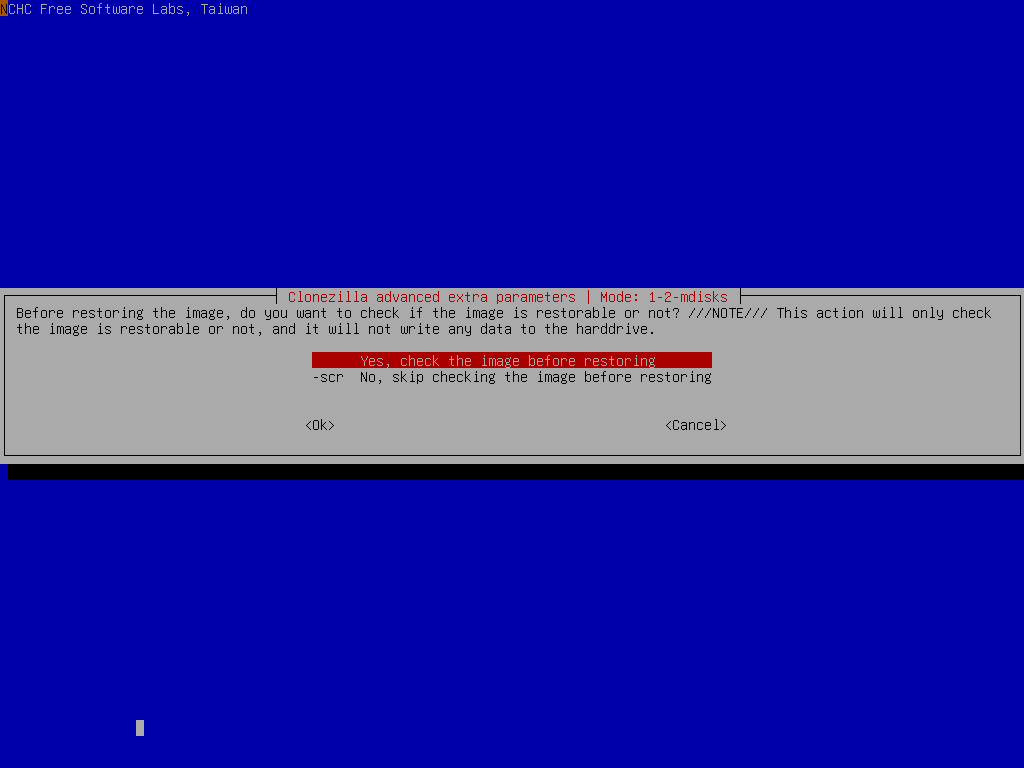 NCHC Free Software Labs, Taiwan
Clonezilla advanced extra parameters | Mode: 1-2-mdisks
Before restoring the image, do you want to check if the image is restorable or not? ///NOTE/// This action will only check
the image is restorable or not, and it will not write any data to the harddrive.
Yes, check the image before restoring
-scr  No, skip checking the image before restoring
<Ok> <Cancel>